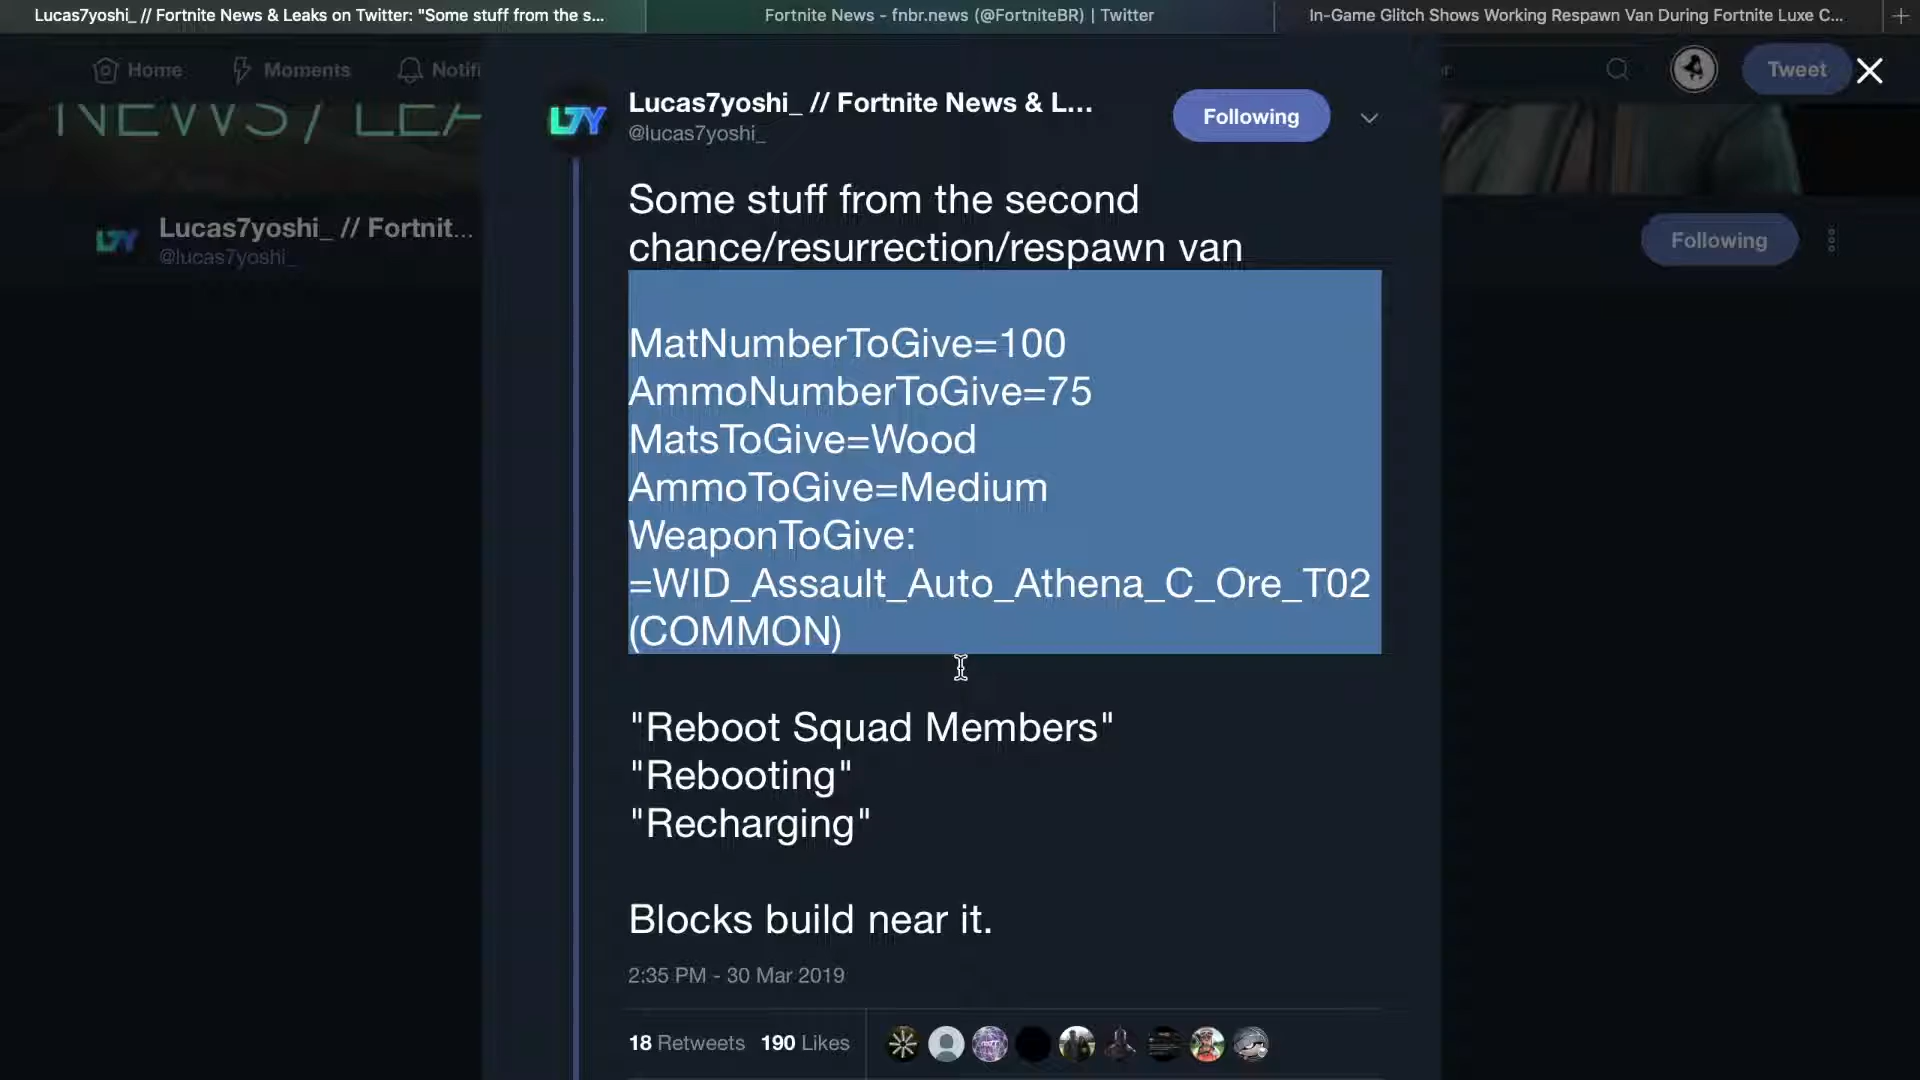 Lucas7yoshi_ // Fortnite News & Leaks on Twitter: "Some stuff from the s...
Fortnite News - fnbr.news (@FortniteBR) | Twitter
In-Game Glitch Shows Working Respawn Van During Fortnite Luxe C...
Home
Moments
Notifi
Tweet
NEWS / LEA
Lucas7yoshi_ // Fortnite News & L...
@lucas7yoshi_
Following
Lucas7yoshi_ // Fortnit...
@lucas7yoshi_
Following
Some stuff from the second
chance/resurrection/respawn van
MatNumberToGive=100
AmmoNumberToGive=75
MatsToGive=Wood
AmmoToGive=Medium
WeaponToGive:
=WID_Assault_Auto_Athena_C_Ore_T02
(COMMON)
"Reboot Squad Members"
"Rebooting"
"Recharging"
Blocks build near it.
2:35 PM - 30 Mar 2019
18 Retweets 190 Likes